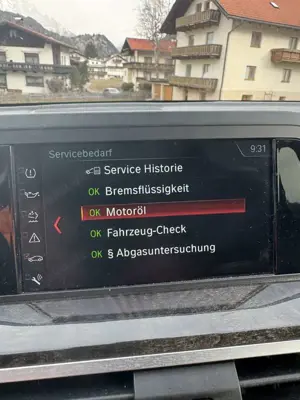 Servicebedarf
9:31
Service Historie
OK Bremsflüssigkeit
OK Motoröl
OK Fahrzeug-Check
OK § Abgasuntersuchung